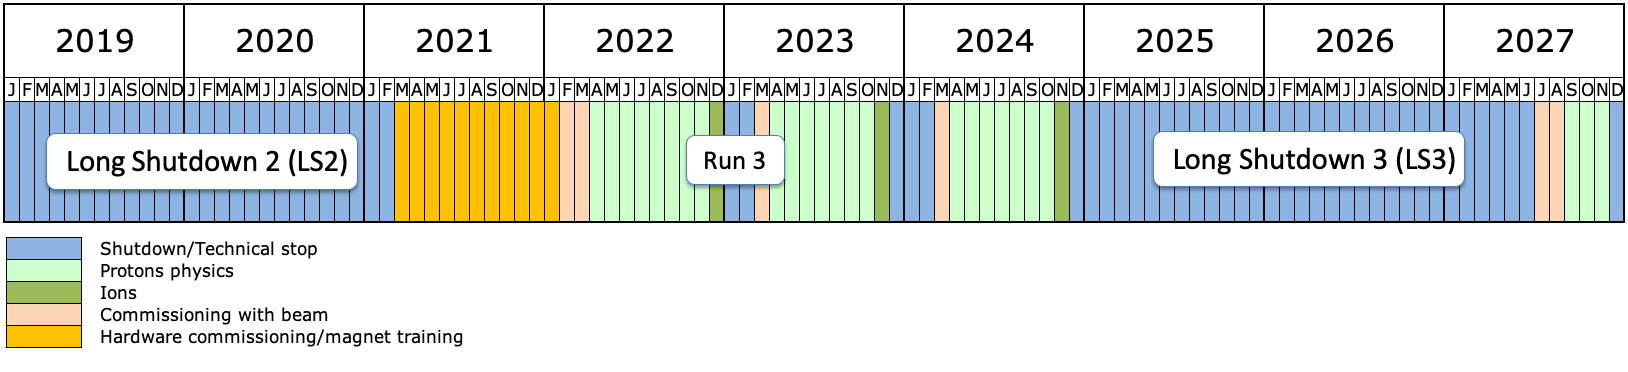 2019 2020 2021 2022 2023 2024 2025 2026 2027
J F M A M J J A S O N D J F M A M J J A S O N D J F M A M J J A S O N D J F M A M J J A S O N D J F M A M J J A S O N D J F M A M J J A S O N D J F M A M J J A S O N D J F M A M J J A S O N D J F M A M J J A S O N D
Long Shutdown 2 (LS2) Run 3 Long Shutdown 3 (LS3)
Shutdown/Technical stop
Protons physics
Ions
Commissioning with beam
Hardware commissioning/magnet training